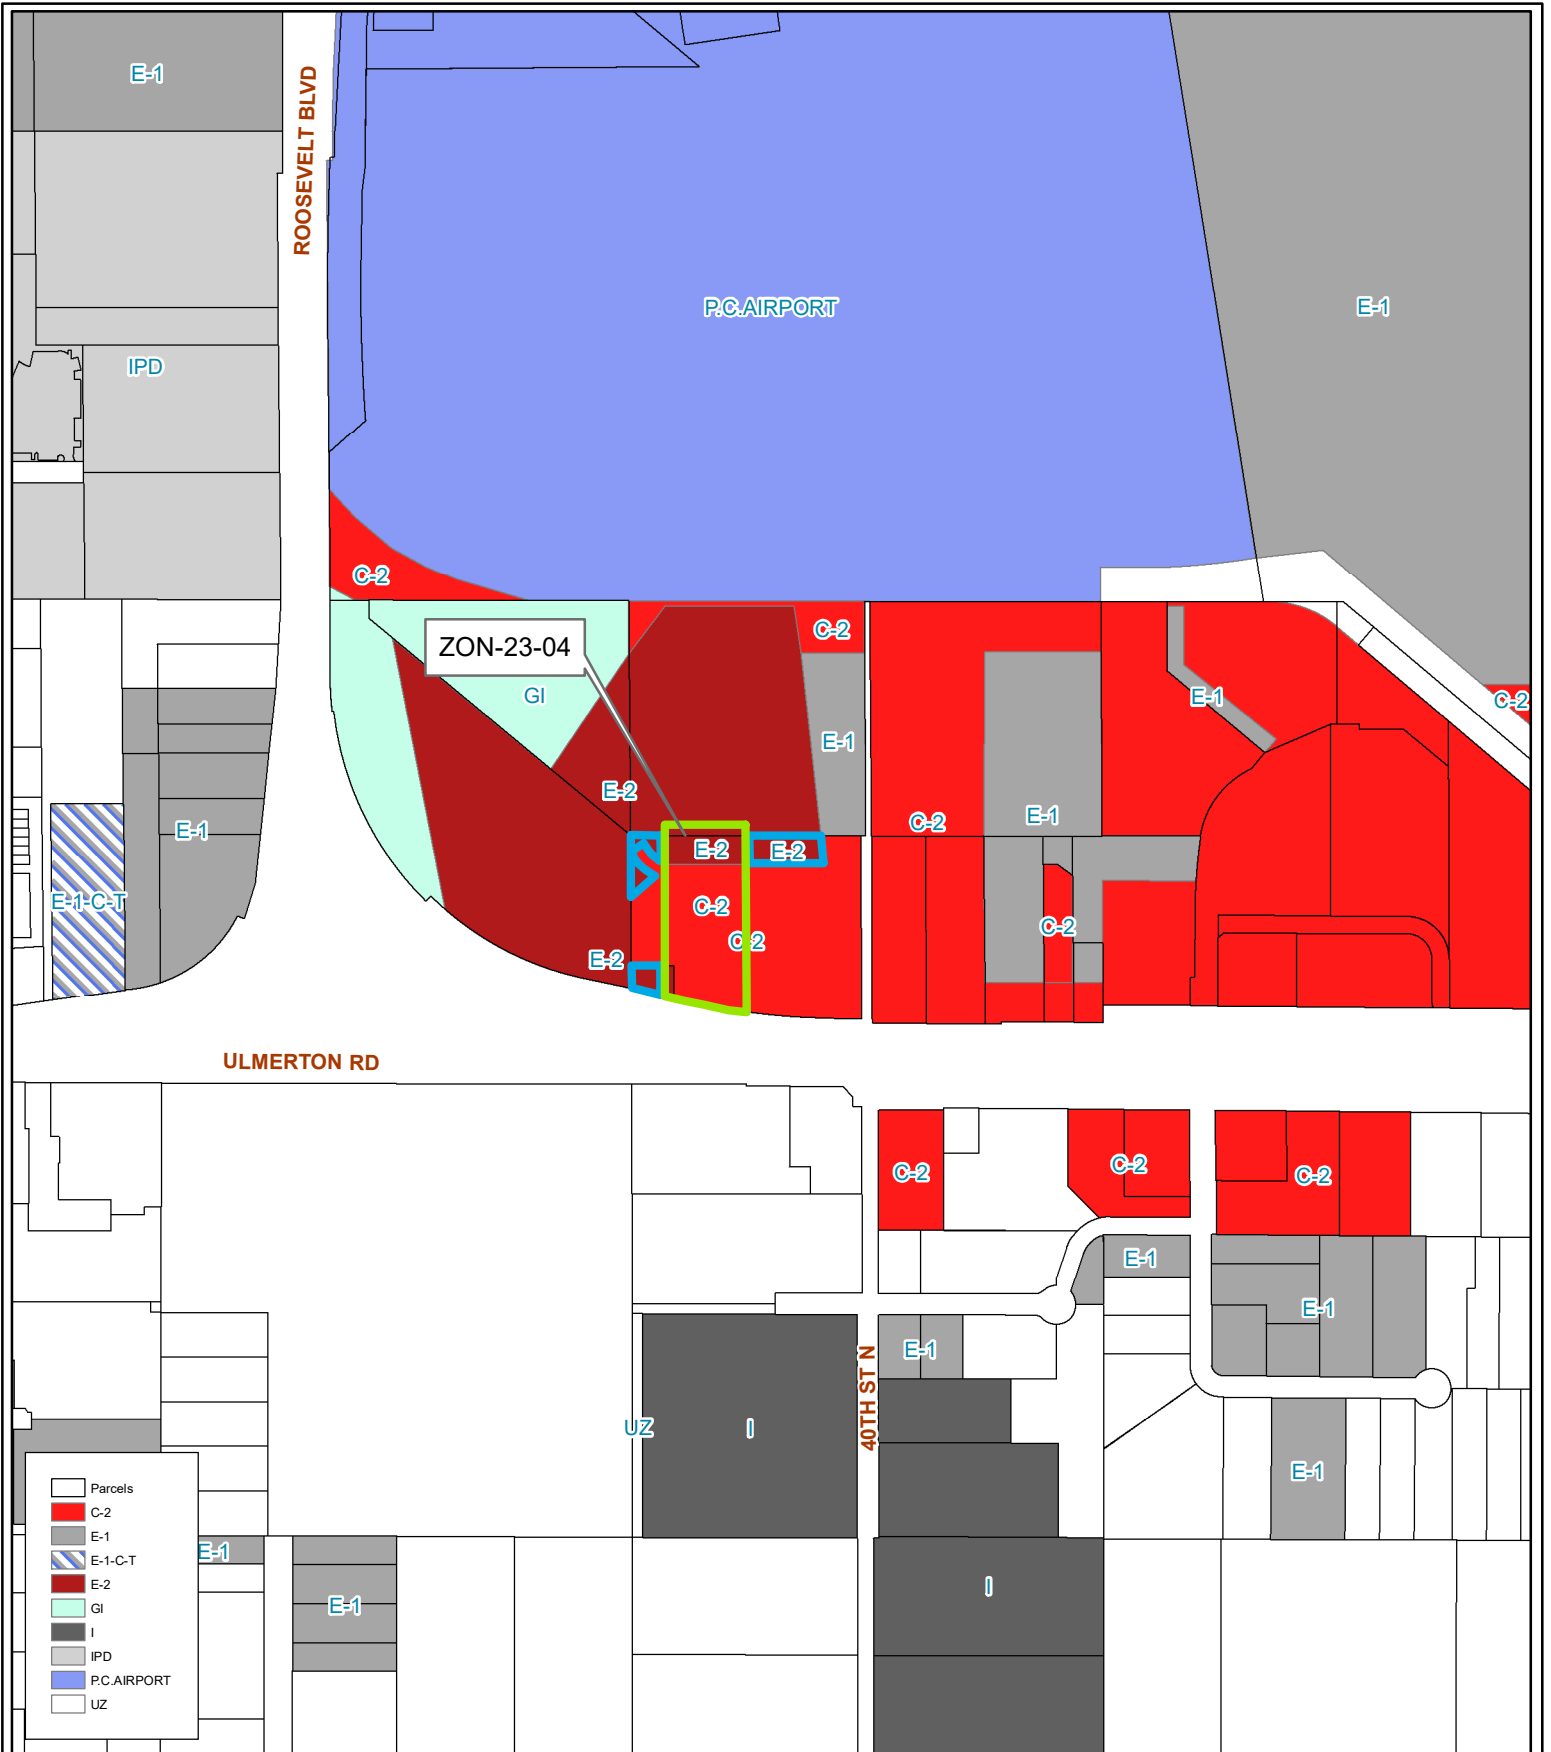 E-1
ROOSEVELT BLVD
P.C.AIRPORT
E-1
IPD
C-2
C-2
ZON-23-04
GI
E-1
C-2
E-1
E-2
C-2
E-1
E-1
E-2
E-2
E-1-C-T
C-2
C-2
C-2
E-2
ULMERTON RD
C-2
C-2
C-2
E-1
E-1
E-1
40TH ST N
UZ
I
E-1
E-1
I
E-1
Parcels
C-2
E-1
E-1-C-T
E-2
GI
I
IPD
P.C.AIRPORT
UZ